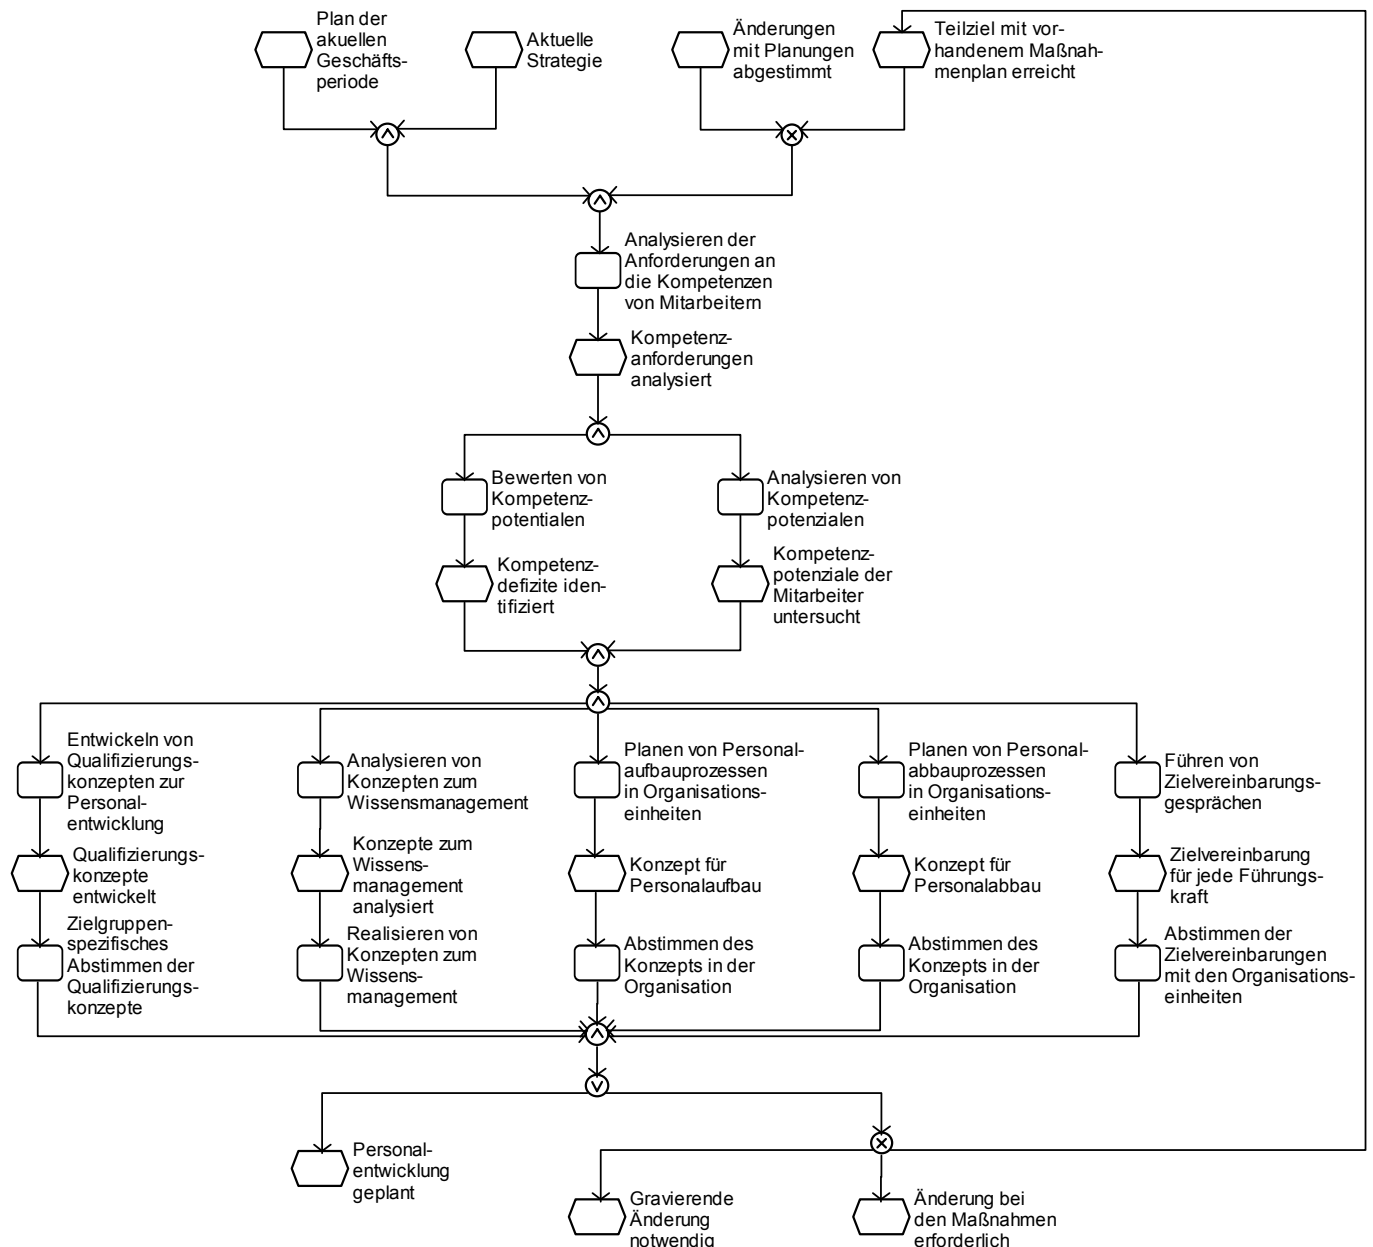 Plan der
akuellen
Geschäfts-
periode
Aktuelle
Strategie
Änderungen
mit Planungen
abgestimmt
Teilziel mit vor-
handenem Maßnah-
menplan erreicht
Analysieren der
Anforderungen an
die Kompetenzen
von Mitarbeitern
Kompetenz-
anforderungen
analysiert
Bewerten von
Kompetenz-
potentialen
Analysieren von
Kompetenz-
potenzialen
Kompetenz-
defizite iden-
tifiziert
Kompetenz-
potenziale der
Mitarbeiter
untersucht
Entwickeln von
Qualifizierungs-
konzepten zur
Personal-
entwicklung
Analysieren von
Konzepten zum
Wissensmanagement
Planen von Personal-
aufbauprozessen
in Organisations-
einheiten
Planen von Personal-
abbauprozessen
in Organisations-
einheiten
Führen von
Zielvereinbarungs-
gesprächen
Qualifizierungs-
konzepte
entwickelt
Konzepte zum
Wissens-
management
analysiert
Konzept für
Personalaufbau
Konzept für
Personalabbau
Zielvereinbarung
für jede Führungs-
kraft
Zielgruppen-
spezifisches
Abstimmen der
Qualifizierungs-
konzepte
Realisieren von
Konzepten zum
Wissens-
management
Abstimmen des
Konzepts in der
Organisation
Abstimmen des
Konzepts in der
Organisation
Abstimmen der
Zielvereinbarungen
mit den Organisations-
einheiten
Personal-
entwicklung
geplant
Gravierende
Änderung
notwendig
Änderung bei
den Maßnahmen
erforderlich